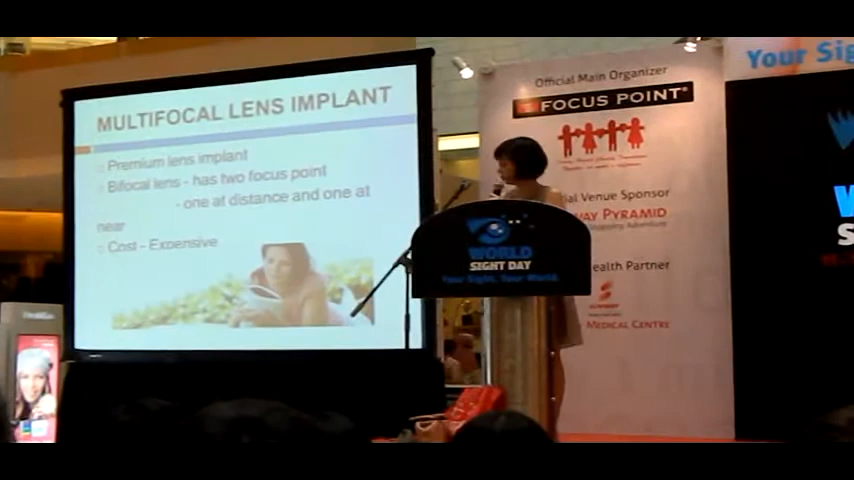 MULTIFOCAL LENS IMPLANT
Premium lens implant
Bifocal lens - has two focus point
- one at distance and one at
near
Cost - Expensive
Official Main Organizer
FOCUS POINT
Venue Sponsor
PYRAMID
Health Partner
MEDICAL CENTRE
WORLD
SIGHT DAY
Your Sight. Your World.
Your Sig